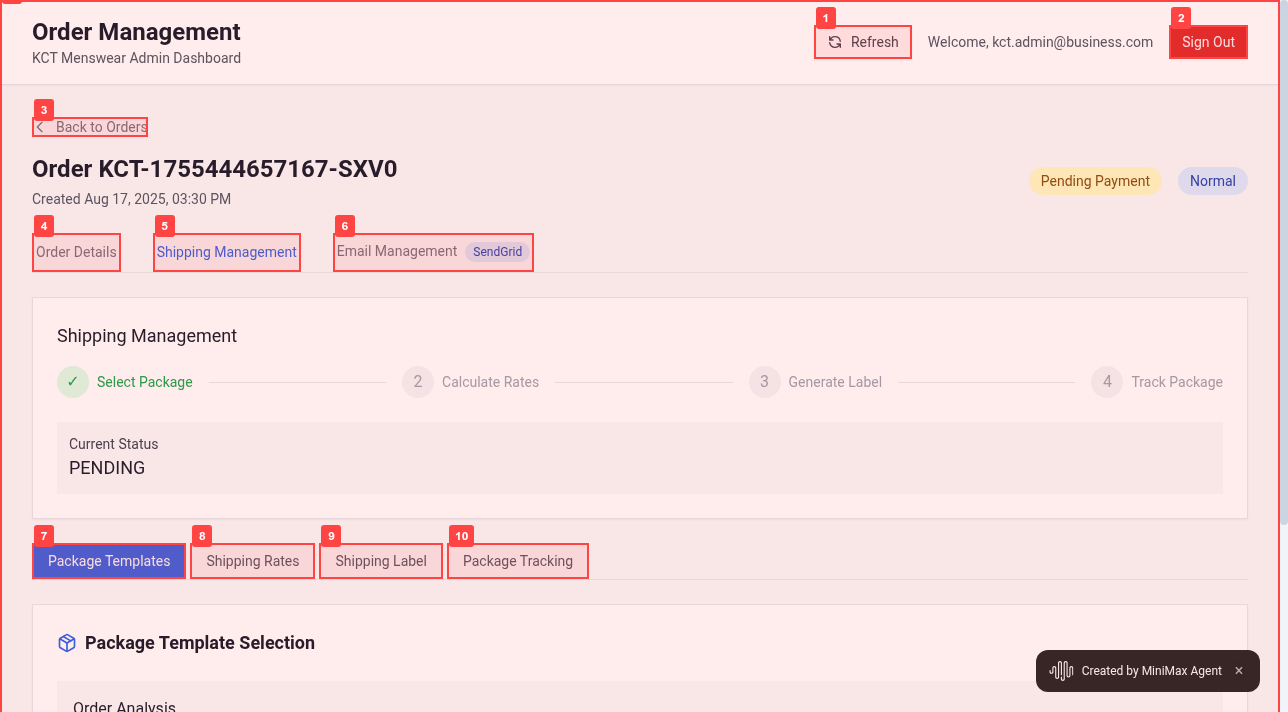 Order Management
KCT Menswear Admin Dashboard
1
Refresh
Welcome, kct.admin@business.com
2
Sign Out
3
Back to Orders
Order KCT-1755444657167-SXV0
Created Aug 17, 2025, 03:30 PM
Pending Payment
Normal
4
Order Details
5
Shipping Management
6
Email Management SendGrid
Shipping Management
✓ Select Package
2 Calculate Rates
3 Generate Label
4 Track Package
Current Status
PENDING
7
Package Templates
8
Shipping Rates
9
Shipping Label
10
Package Tracking
Package Template Selection
Created by MiniMax Agent ×
Order Analysis